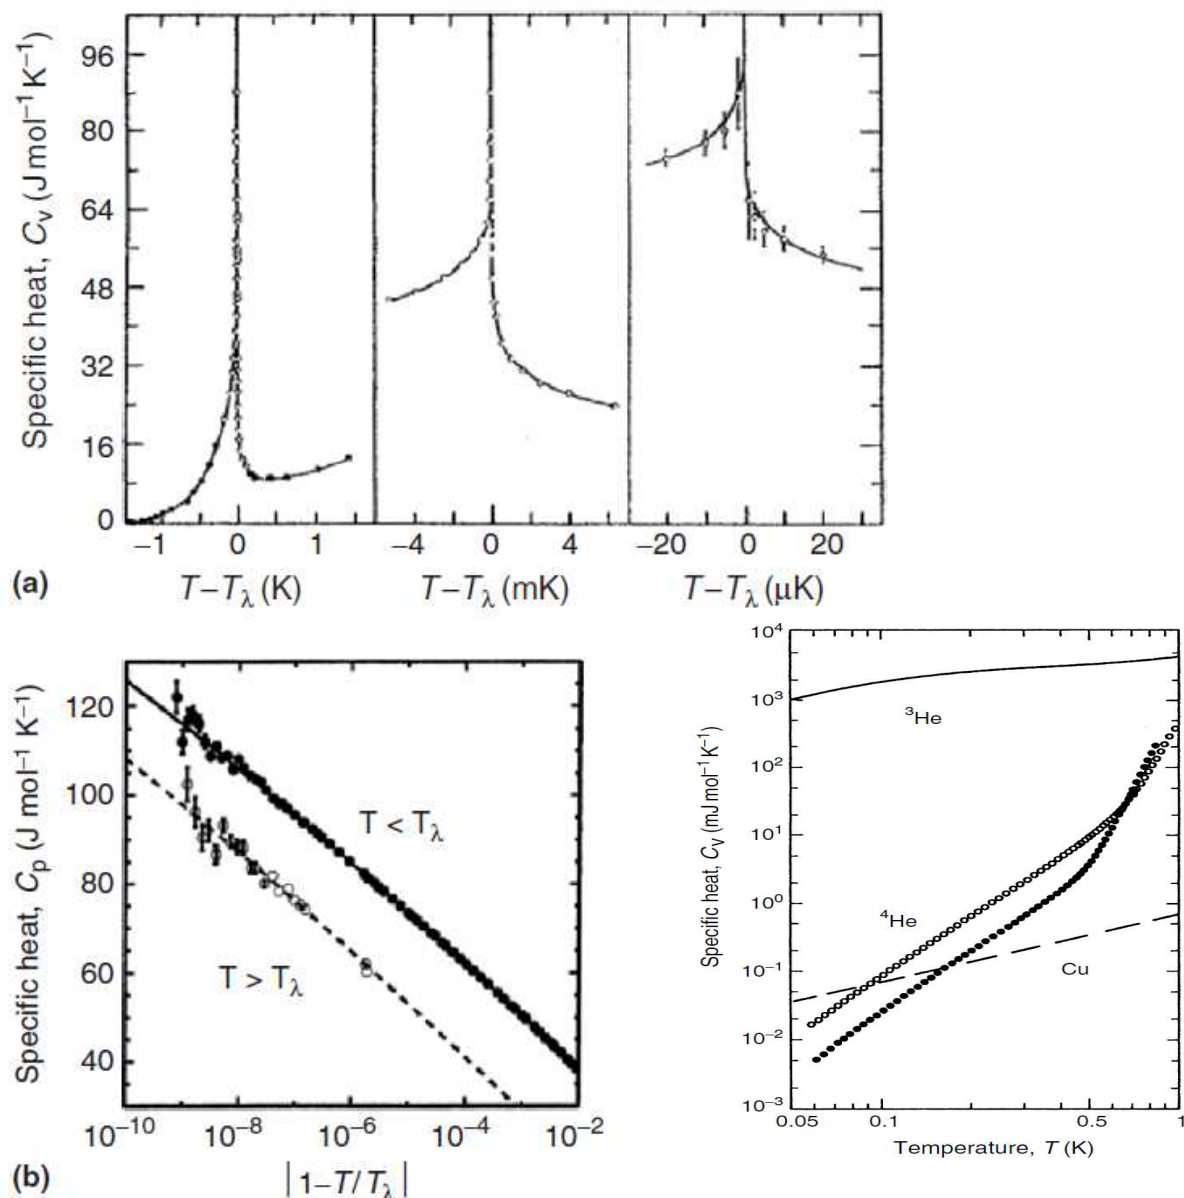 Specific heat, Cᵥ (J mol⁻¹ K⁻¹)
96
80
64
48
32
16
0
−1 0 1
−4 0 4
−20 0 20
(a)
T−Tλ (K)
T−Tλ (mK)
T−Tλ (μK)
Specific heat, Cₚ (J mol⁻¹ K⁻¹)
120
100
80
60
40
T < Tλ
T > Tλ
10⁻¹⁰ 10⁻⁸ 10⁻⁶ 10⁻⁴ 10⁻²
(b)
|1−T/Tλ|
Specific heat, Cᵥ (mJ mol⁻¹ K⁻¹)
10⁴
10³
10²
10¹
10⁰
10⁻¹
10⁻²
10⁻³
³He
⁴He
Cu
0.05 0.1 0.5 1
Temperature, T (K)